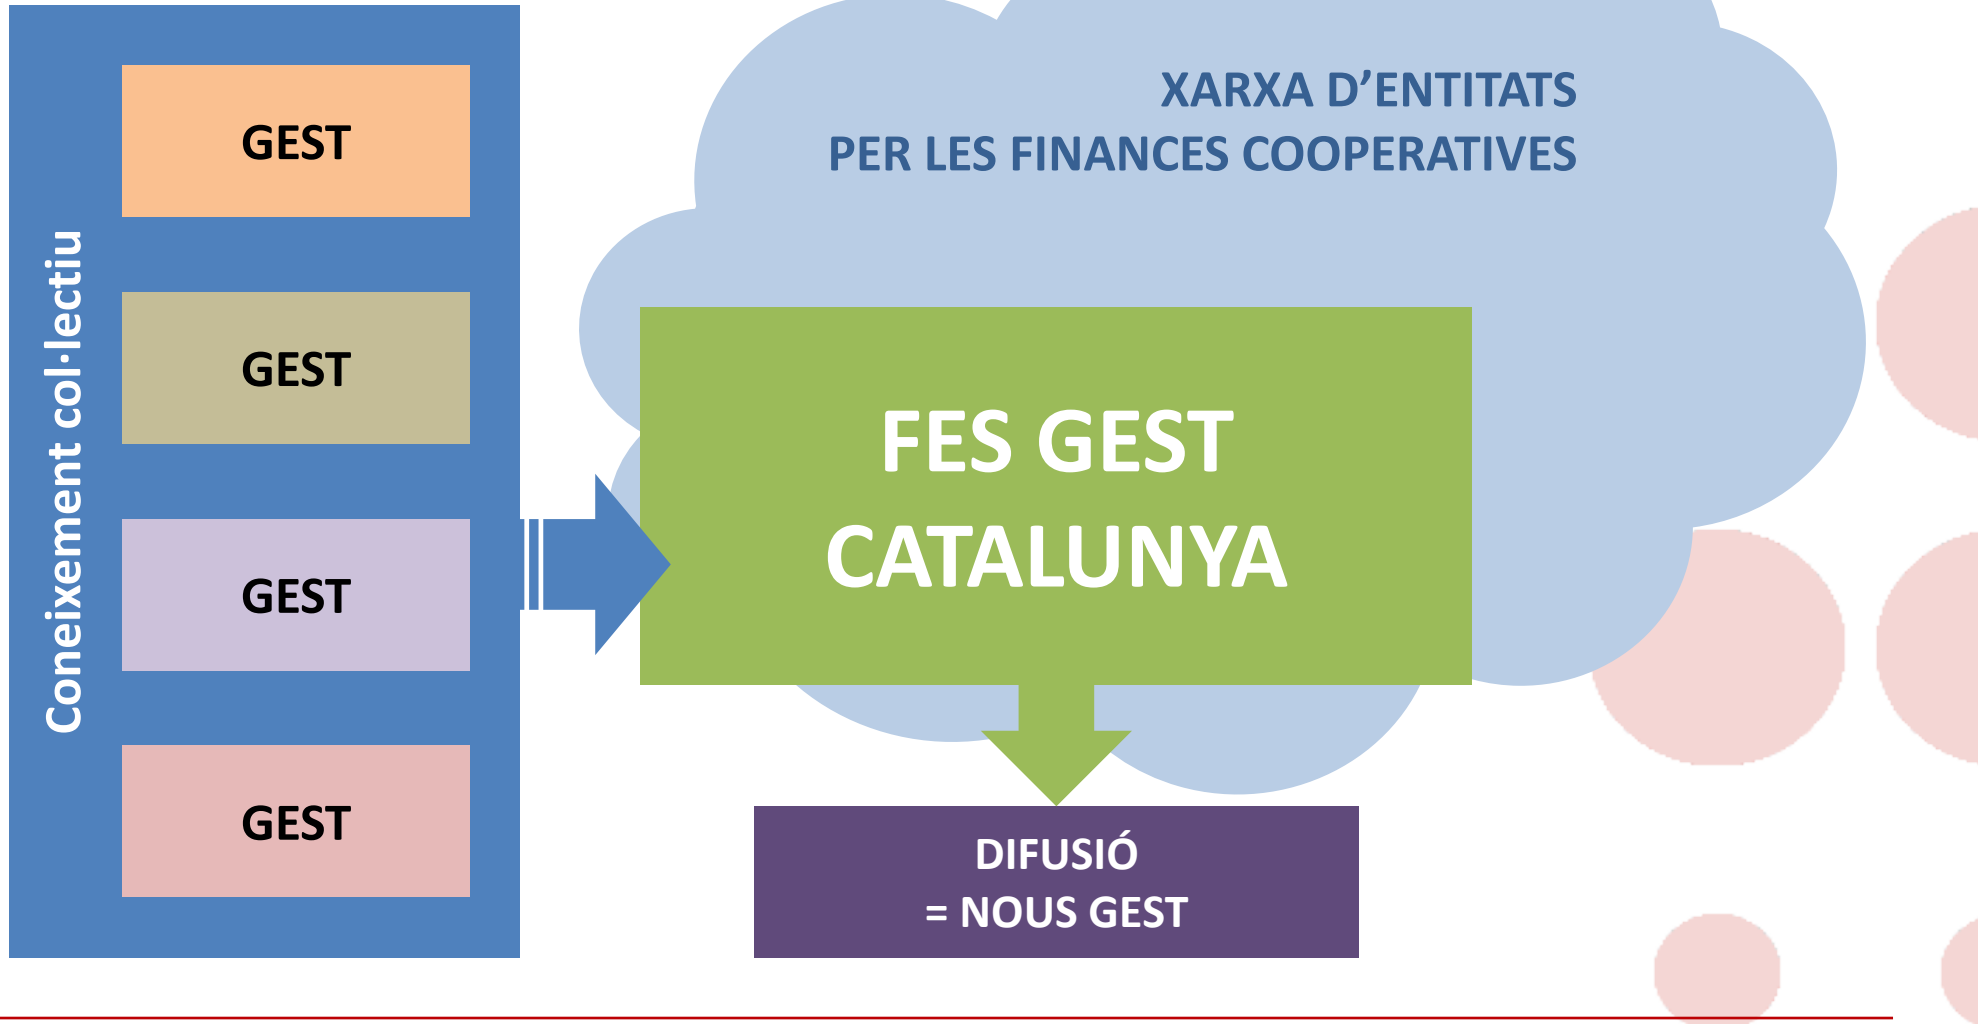 Coneixement col·lectiu
GEST
GEST
GEST
GEST
XARXA D’ENTITATS
PER LES FINANCES COOPERATIVES
FES GEST
CATALUNYA
DIFUSIÓ
= NOUS GEST